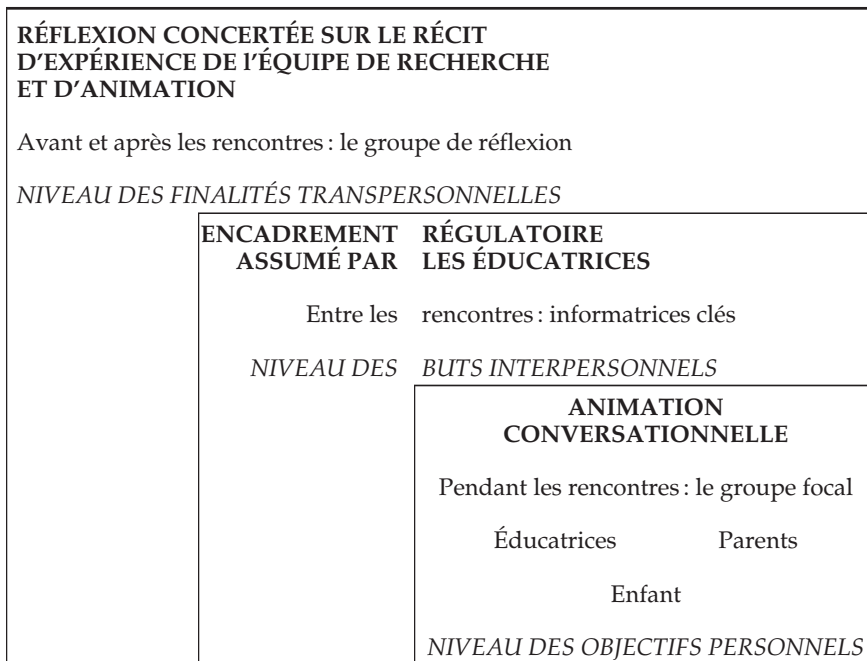 RÉFLEXION CONCERTÉE SUR LE RÉCIT
D’EXPÉRIENCE DE l’ÉQUIPE DE RECHERCHE
ET D’ANIMATION
Avant et après les rencontres : le groupe de réflexion
NIVEAU DES FINALITÉS TRANSPERSONNELLES
ENCADREMENT RÉGULATOIRE
ASSUMÉ PAR LES ÉDUCATRICES
Entre les rencontres : informatrices clés
NIVEAU DES BUTS INTERPERSONNELS
ANIMATION
CONVERSATIONNELLE
Pendant les rencontres : le groupe focal
Éducatrices Parents
Enfant
NIVEAU DES OBJECTIFS PERSONNELS